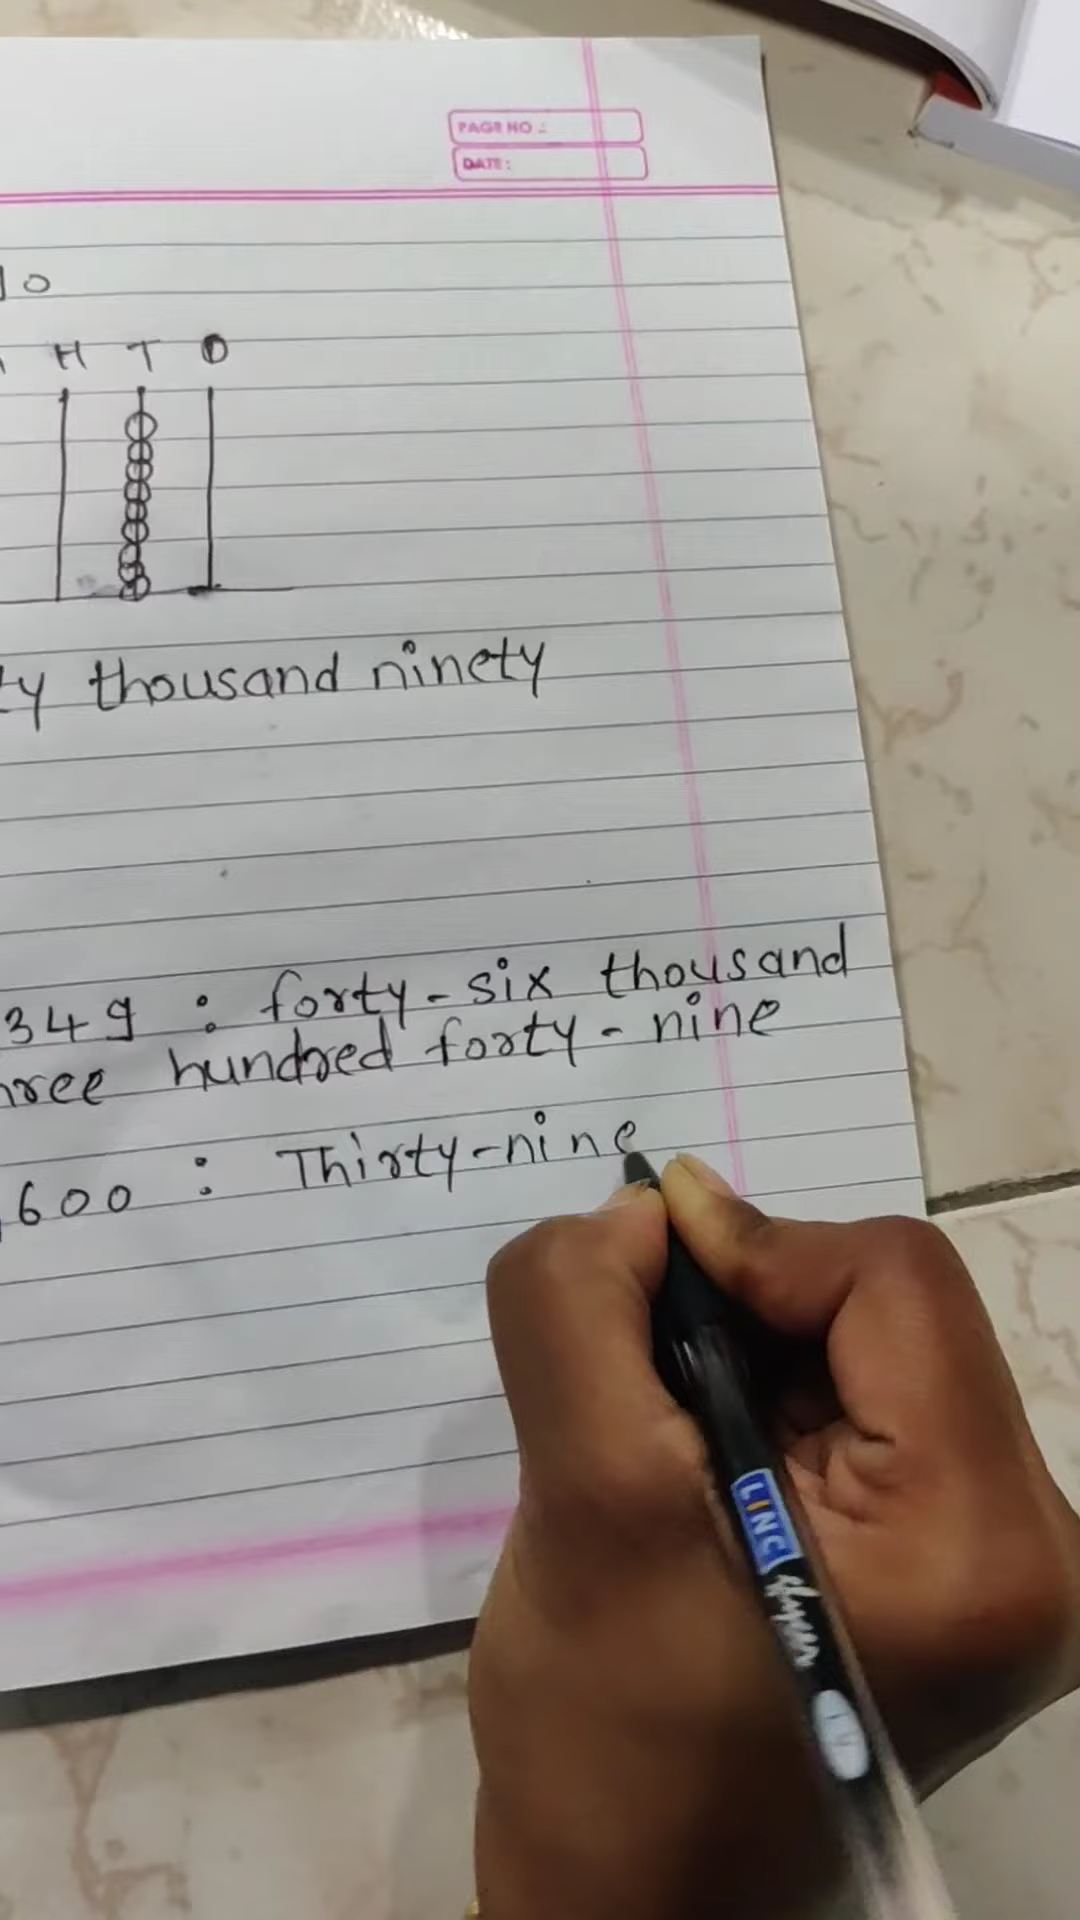 PAGE NO.:
DATE:
H T O
thousand ninety
349 : forty-six thousand
hundred forty-nine
600 : Thirty-nine
LINC